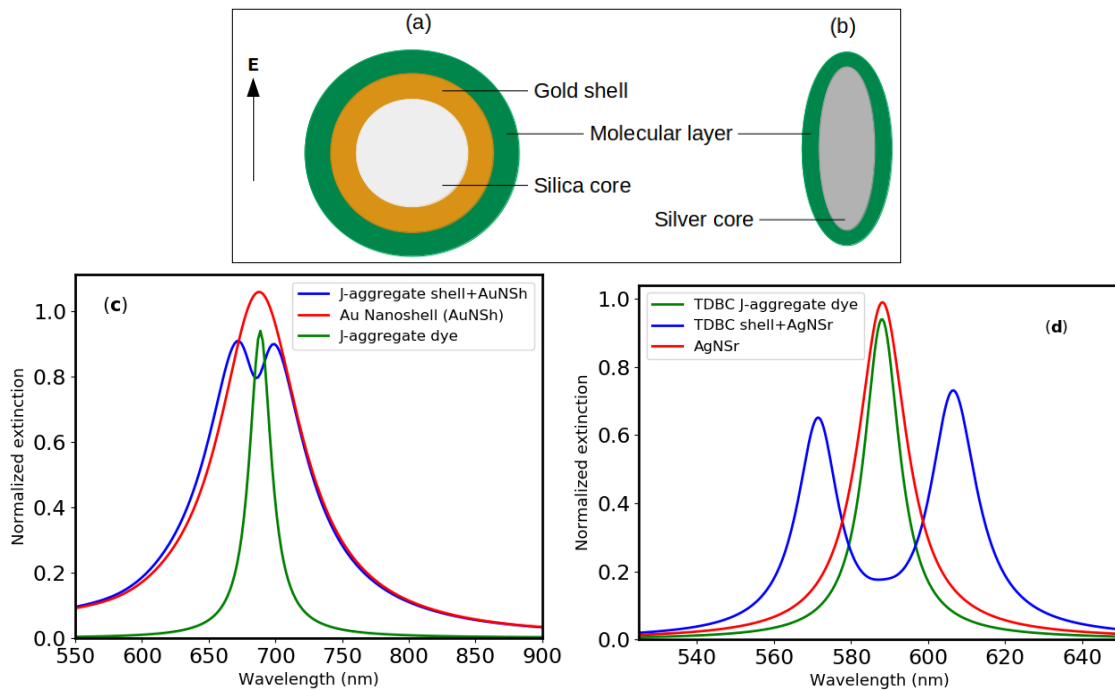 (a)
(b)
E
Gold shell
Molecular layer
Silica core
Silver core
(c)
J-aggregate shell+AuNSh
Au Nanoshell (AuNSh)
J-aggregate dye
Normalized extinction
1.0
0.8
0.6
0.4
0.2
0.0
550 600 650 700 750 800 850 900
Wavelength (nm)
(d)
TDBC J-aggregate dye
TDBC shell+AgNSr
AgNSr
Normalized extinction
1.0
0.8
0.6
0.4
0.2
0.0
540 560 580 600 620 640
Wavelength (nm)